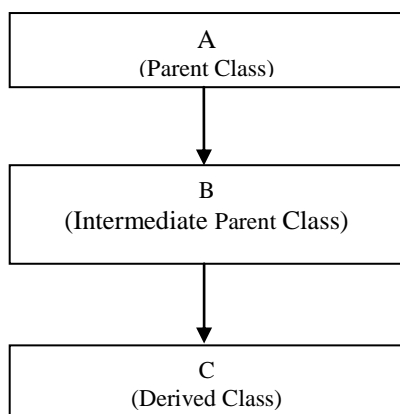 A
(Parent Class)
B
(Intermediate Parent Class)
C
(Derived Class)